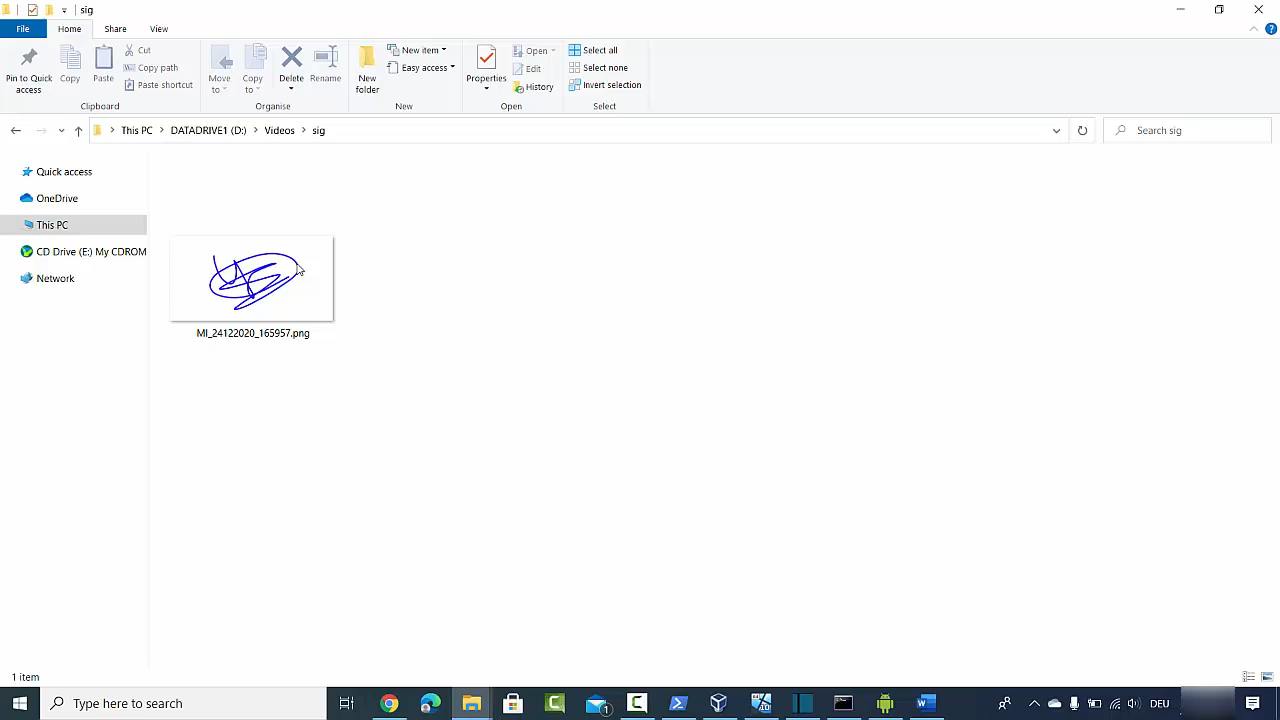 sig
File Home Share View
Pin to Quick access
Copy
Paste
Cut
Copy path
Paste shortcut
Clipboard
Move to
Copy to
Delete
Rename
Organise
New folder
New item
Easy access
New
Properties
Open
Edit
History
Open
Select all
Select none
Invert selection
Select
This PC > DATADRIVE1 (D:) > Videos > sig
Search sig
Quick access
OneDrive
This PC
CD Drive (E:) My CDROM
Network
MI_24122020_165957.png
1 item
Type here to search
1
DEU